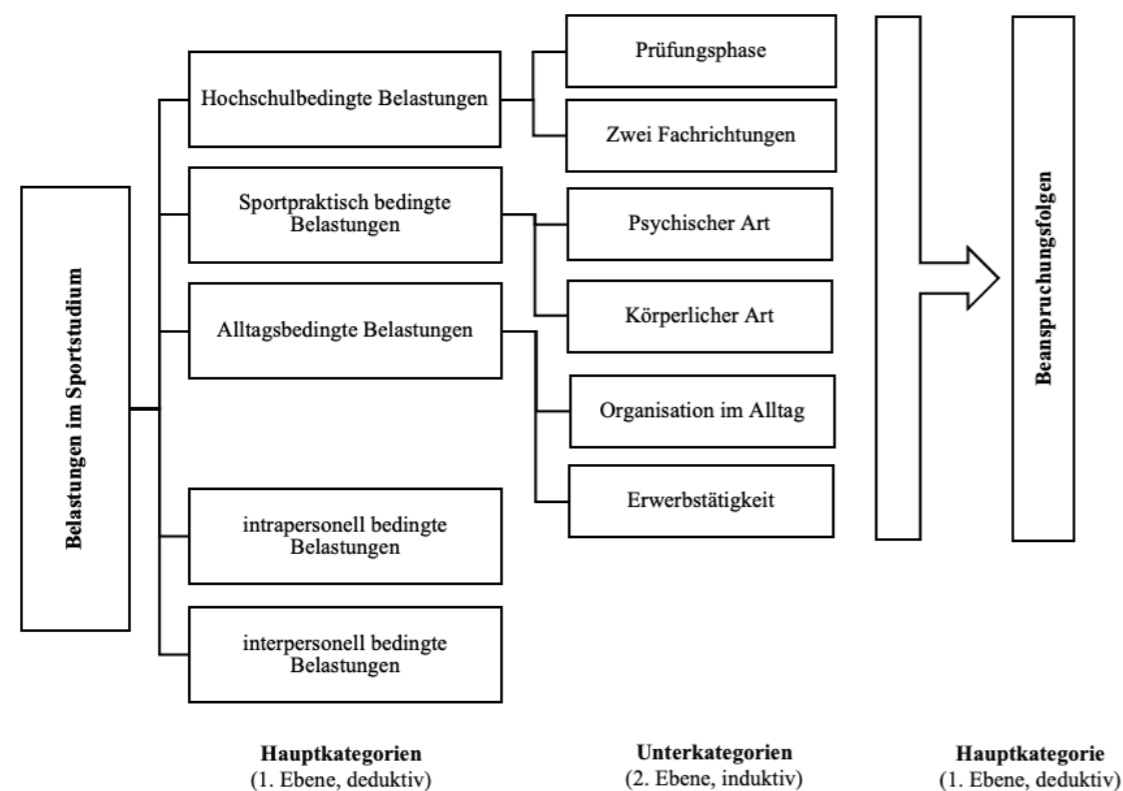 Belastungen im Sportstudium
Hochschulbedingte Belastungen
Sportpraktisch bedingte
Belastungen
Alltagsbedingte Belastungen
intrapersonell bedingte
Belastungen
interpersonell bedingte
Belastungen
Prüfungsphase
Zwei Fachrichtungen
Psychischer Art
Körperlicher Art
Organisation im Alltag
Erwerbstätigkeit
Beanspruchungsfolgen
Hauptkategorien
(1. Ebene, deduktiv)
Unterkategorien
(2. Ebene, induktiv)
Hauptkategorie
(1. Ebene, deduktiv)